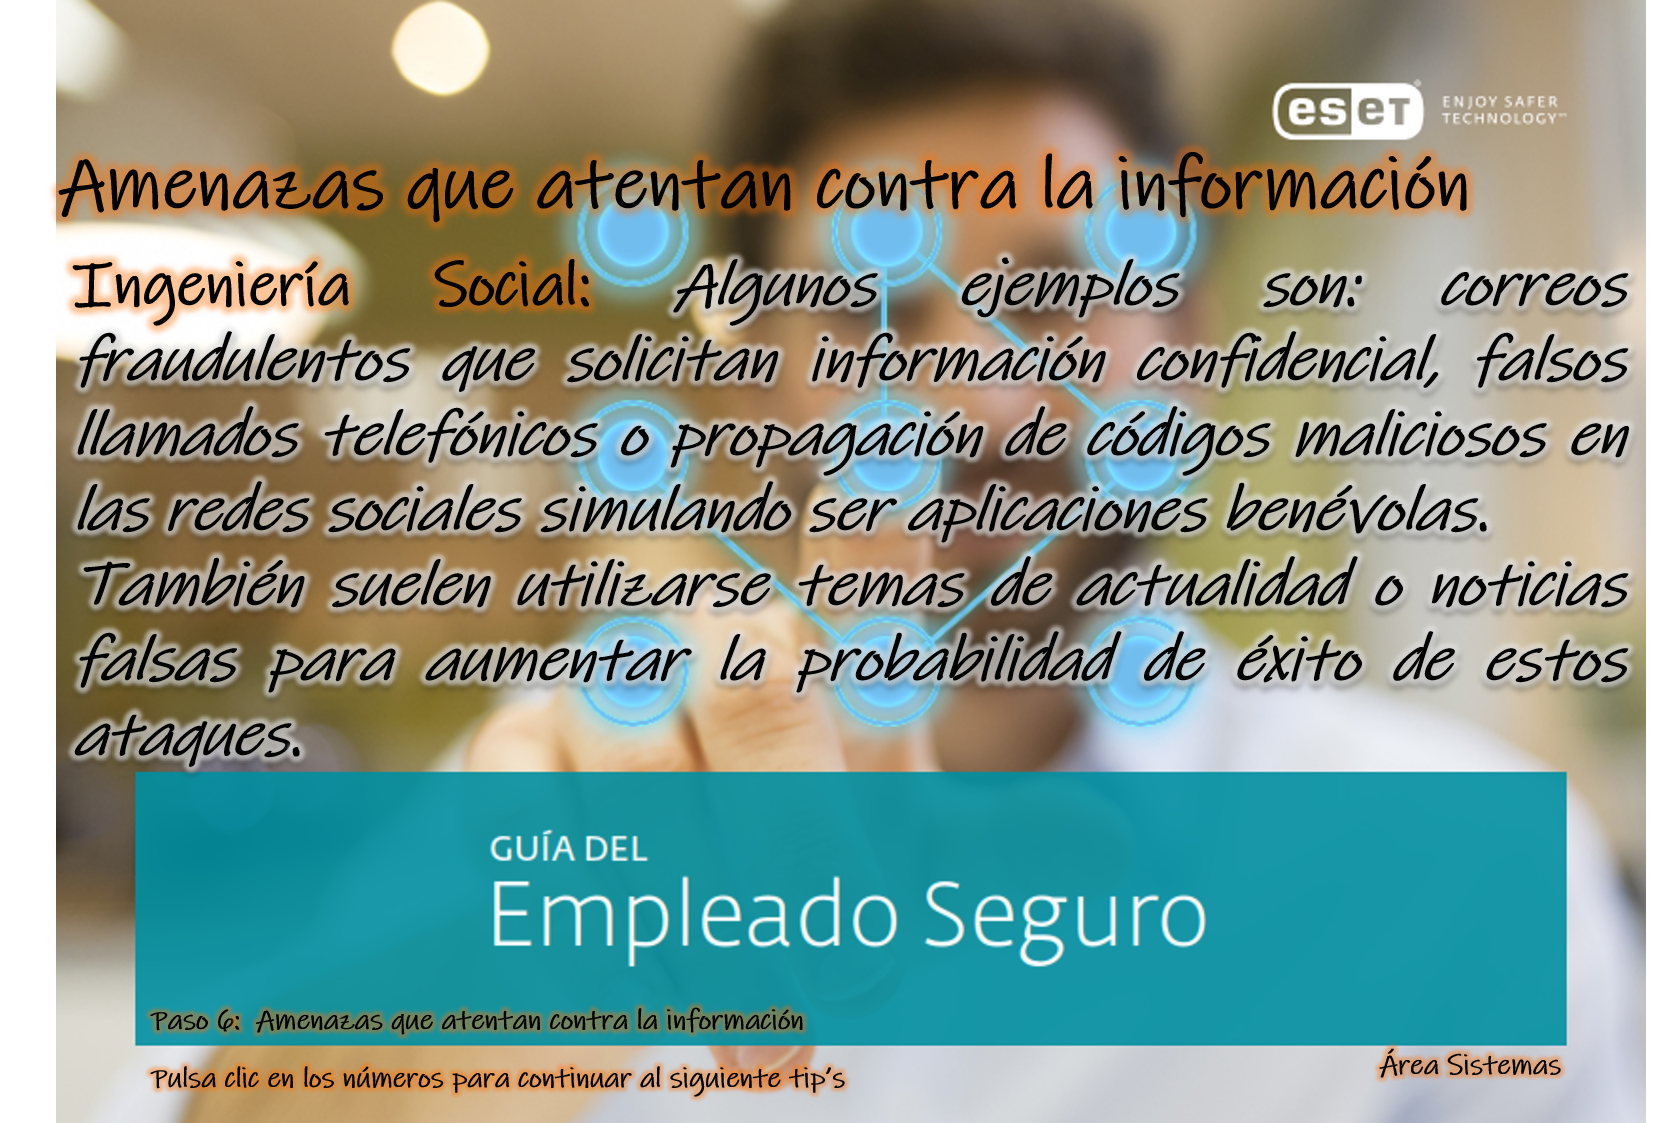 eset ENJOY SAFER
TECHNOLOGY™
Amenazas que atentan contra la información
Ingeniería Social: Algunos ejemplos son: correos
fraudulentos que solicitan información confidencial, falsos
llamados telefónicos o propagación de códigos maliciosos en
las redes sociales simulando ser aplicaciones benévolas.
También suelen utilizarse temas de actualidad o noticias
falsas para aumentar la probabilidad de éxito de estos
ataques.
GUÍA DEL
Empleado Seguro
Paso 6: Amenazas que atentan contra la información
Área Sistemas
Pulsa clic en los números para continuar al siguiente tip's